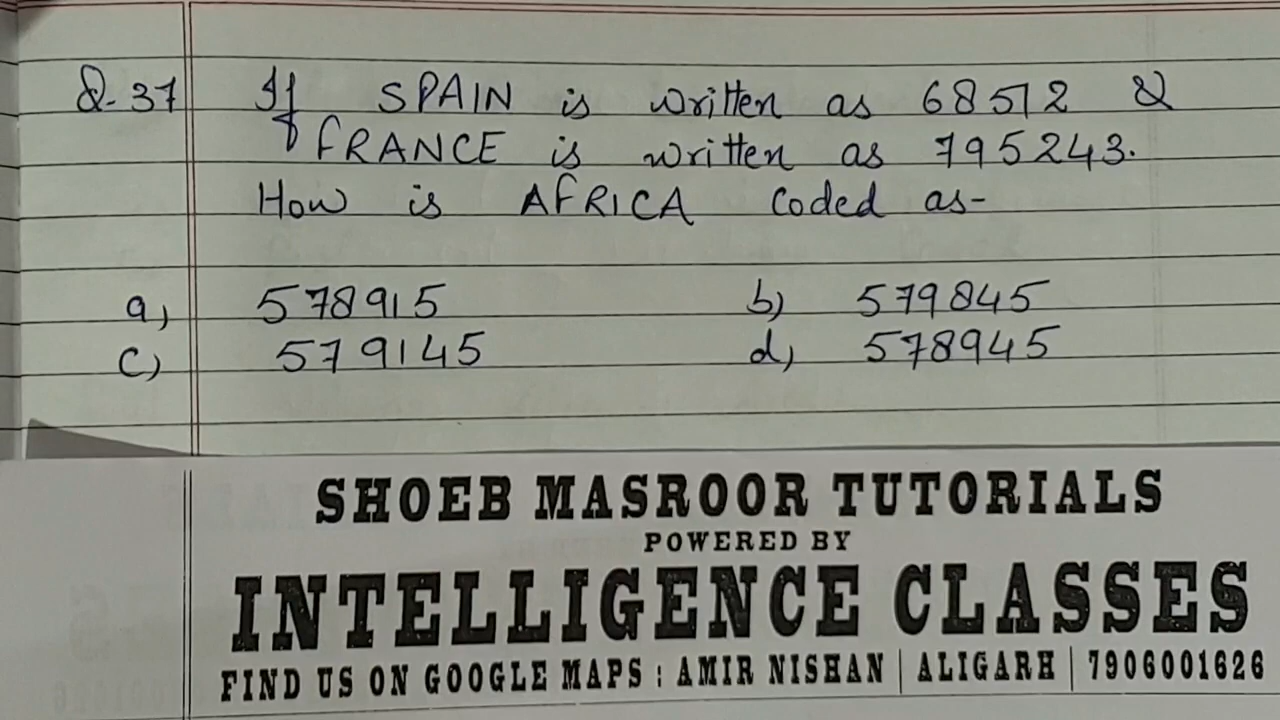 Q-37 If SPAIN is written as 68512 &
FRANCE is written as 795243.
How is AFRICA coded as-
a) 578915 b) 579845
c) 579145 d) 578945
SHOEB MASROOR TUTORIALS
POWERED BY
INTELLIGENCE CLASSES
FIND US ON GOOGLE MAPS : AMIR NISHAN | ALIGARH | 7906001626